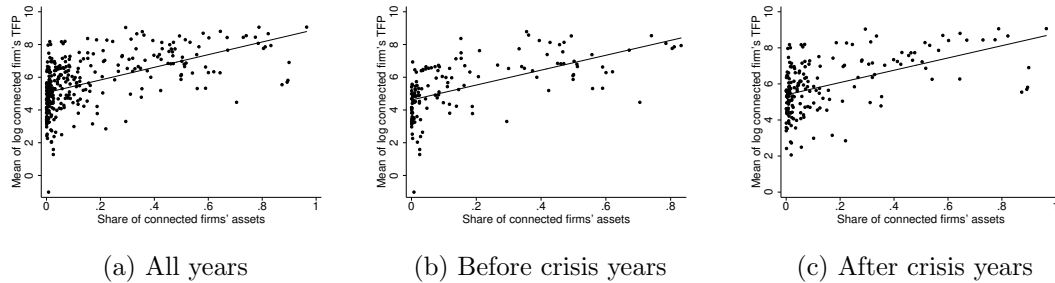 Mean of log connected firm's TFP
0 2 4 6 8 10
0 .2 .4 .6 .8 1
Share of connected firms' assets
(a) All years
Mean of log connected firm's TFP
0 2 4 6 8 10
0 .2 .4 .6 .8
Share of connected firms' assets
(b) Before crisis years
Mean of log connected firm's TFP
0 2 4 6 8 10
0 .2 .4 .6 .8 1
Share of connected firms' assets
(c) After crisis years